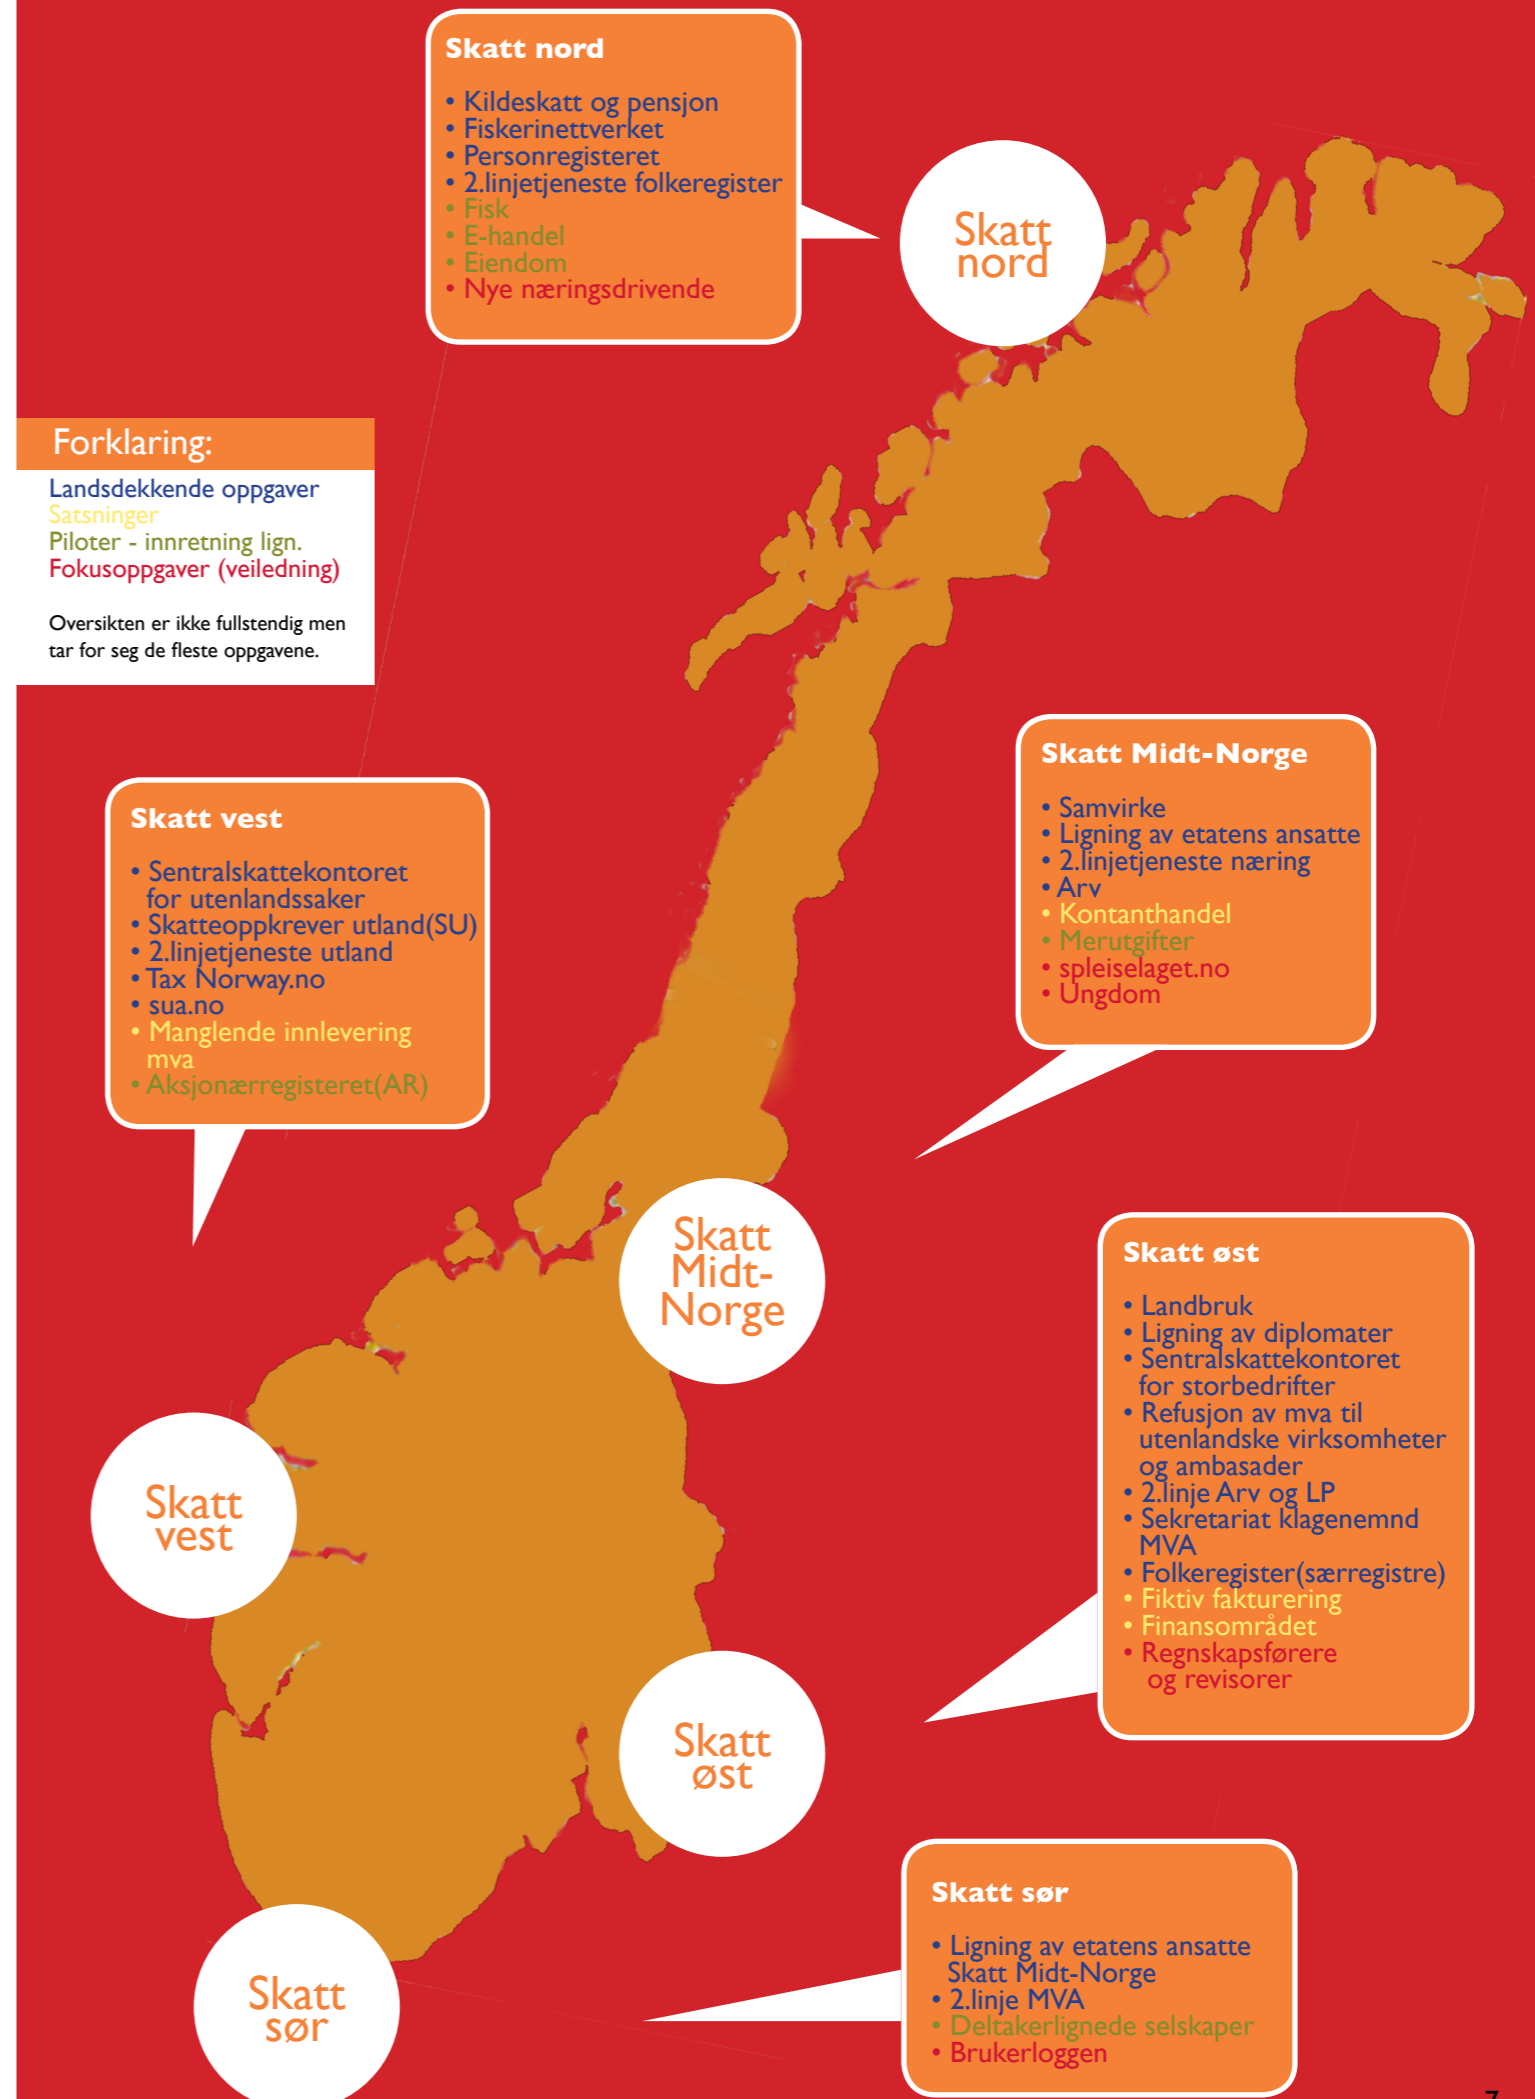 Skatt nord
• Kildeskatt og pensjon
• Fiskerinettverket
• Personregisteret
• 2.linjetjeneste folkeregister
• Fisk
• E-handel
• Eiendom
• Nye næringsdrivende
Skatt
nord
Forklaring:
Landsdekkende oppgaver
Satsninger
Piloter - innretning lign.
Fokusoppgaver (veiledning)
Oversikten er ikke fullstendig men
tar for seg de fleste oppgavene.
Skatt Midt-Norge
• Samvirke
• Ligning av etatens ansatte
• 2.linjetjeneste næring
• Arv
• Kontanthandel
• Merutgifter
• spleiselaget.no
• Ungdom
Skatt vest
• Sentralskattekontoret
for utenlandssaker
• Skatteoppkrever utland(SU)
• 2.linjetjeneste utland
• Tax Norway.no
• sua.no
• Manglende innlevering
mva
• Aksjonærregisteret(AR)
Skatt
Midt-
Norge
Skatt øst
• Landbruk
• Ligning av diplomater
• Sentralskattekontoret
for storbedrifter
• Refusjon av mva til
utenlandske virksomheter
og ambasader
• 2.linje Arv og LP
• Sekretariat klagenemnd
MVA
• Folkeregister(særregistre)
• Fiktiv fakturering
• Finansområdet
• Regnskapsførere
og revisorer
Skatt
vest
Skatt
øst
Skatt sør
• Ligning av etatens ansatte
Skatt Midt-Norge
• 2.linje MVA
• Deltakerlignede selskaper
• Brukerloggen
Skatt
sør
7